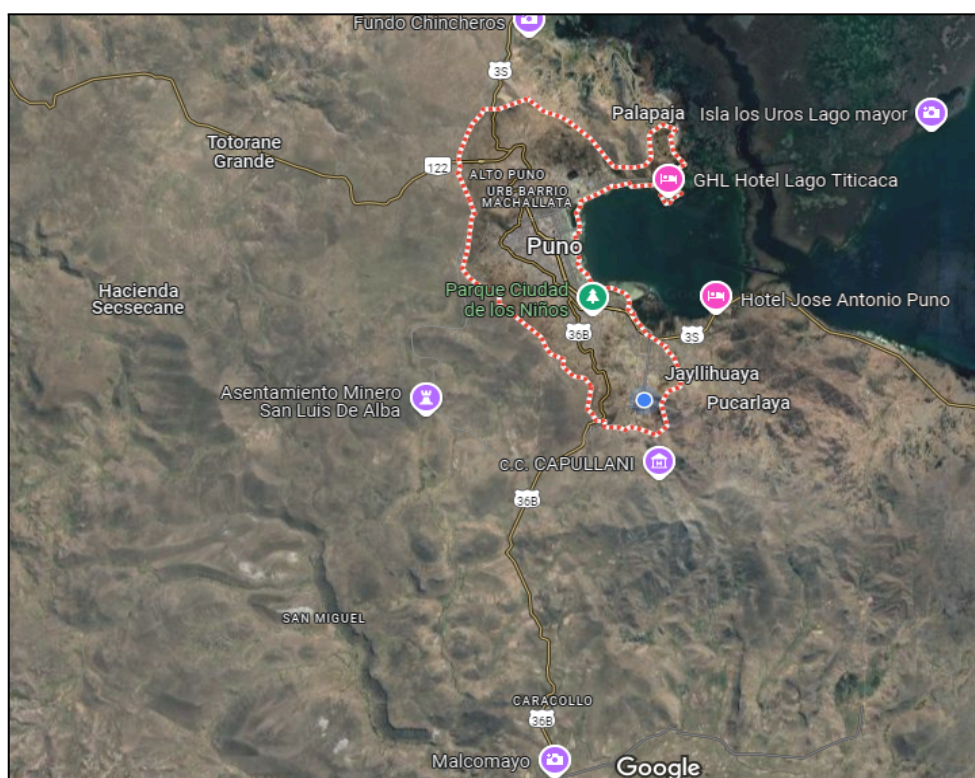 Fundo Chincheros
3S
Palapaja
Isla los Uros Lago mayor
Totorane
Grande
122
ALTO PUNO
GHL Hotel Lago Titicaca
URB BARRIO
MACHALLATA
Puno
Hacienda
Secsecane
Parque Ciudad
de los Niños
Hotel Jose Antonio Puno
36B
3S
Jayllihuaya
Asentamiento Minero
San Luis De Alba
Pucarlaya
C.C. CAPULLANI
36B
SAN MIGUEL
CARACOLLO
36B
Malcomayo
Google